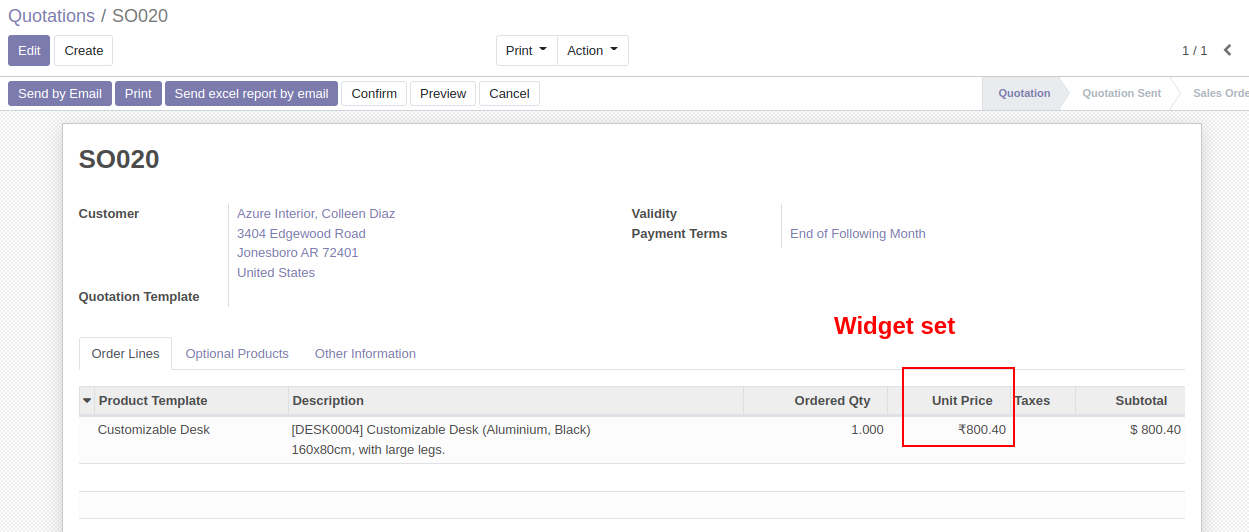 Quotations / SO020
Edit Create Print Action 1 / 1
Send by Email Print Send excel report by email Confirm Preview Cancel Quotation Quotation Sent Sales Orde
SO020
Customer Azure Interior, Colleen Diaz Validity
3404 Edgewood Road Payment Terms End of Following Month
Jonesboro AR 72401
United States
Quotation Template
Widget set
Order Lines Optional Products Other Information
Product Template Description Ordered Qty Unit Price Taxes Subtotal
Customizable Desk [DESK0004] Customizable Desk (Aluminium, Black) 1.000 ₹800.40 $ 800.40
160x80cm, with large legs.